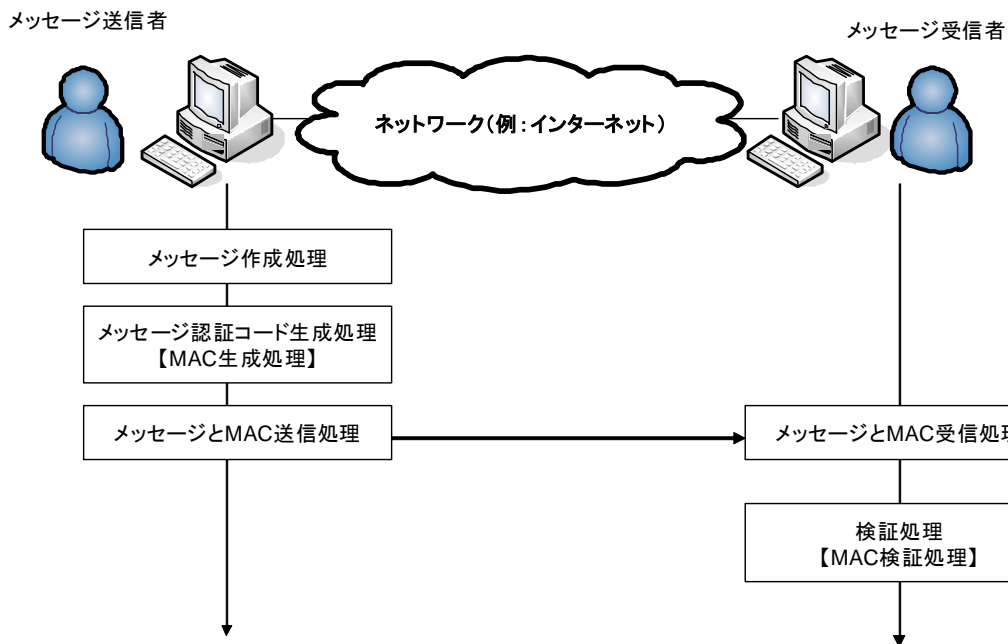 メッセージ送信者
メッセージ受信者
ネットワーク(例:インターネット)
メッセージ作成処理
メッセージ認証コード生成処理
【MAC生成処理】
メッセージとMAC送信処理
メッセージとMAC受信処
検証処理
【MAC検証処理】